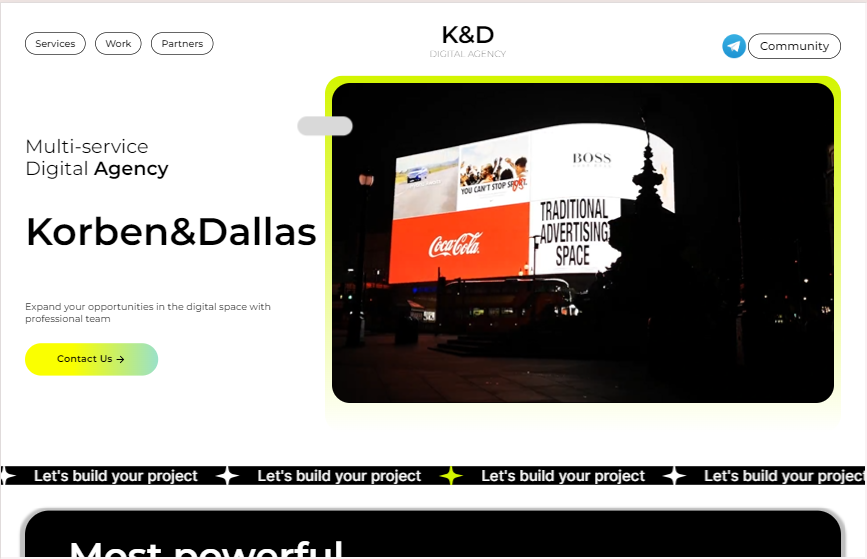 Services
Work
Partners
K&D
DIGITAL AGENCY
Community
Multi-service
Digital Agency
Korben&Dallas
Expand your opportunities in the digital space with
professional team
Contact Us →
BOSS
YOU CAN'T STOP SPORT.
Coca-Cola.
TRADITIONAL
ADVERTISING
SPACE
Let's build your project Let's build your project Let's build your project Let's build your project
Most powerful